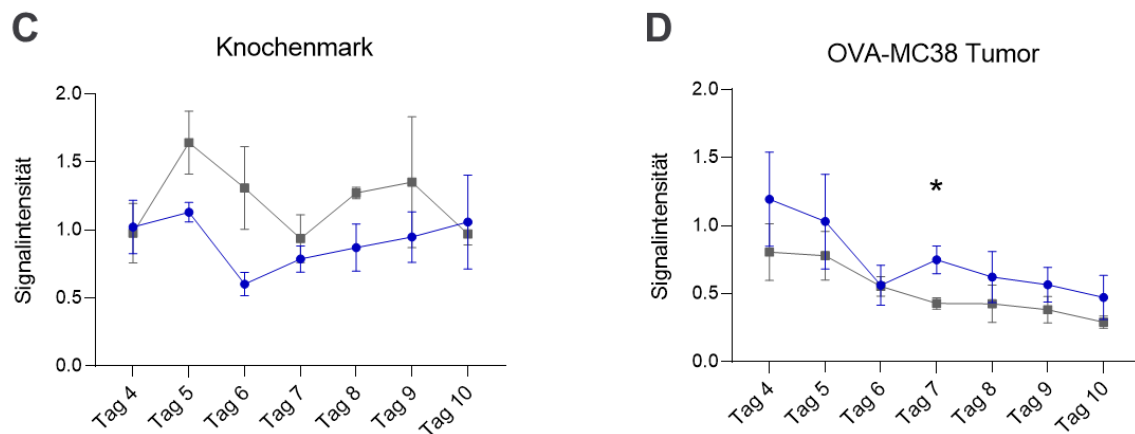 C
Knochenmark
Signalintensität
2.0
1.5
1.0
0.5
0.0
Tag 4
Tag 5
Tag 6
Tag 7
Tag 8
Tag 9
Tag 10
D
OVA-MC38 Tumor
Signalintensität
2.0
1.5
1.0
0.5
0.0
*
Tag 4
Tag 5
Tag 6
Tag 7
Tag 8
Tag 9
Tag 10